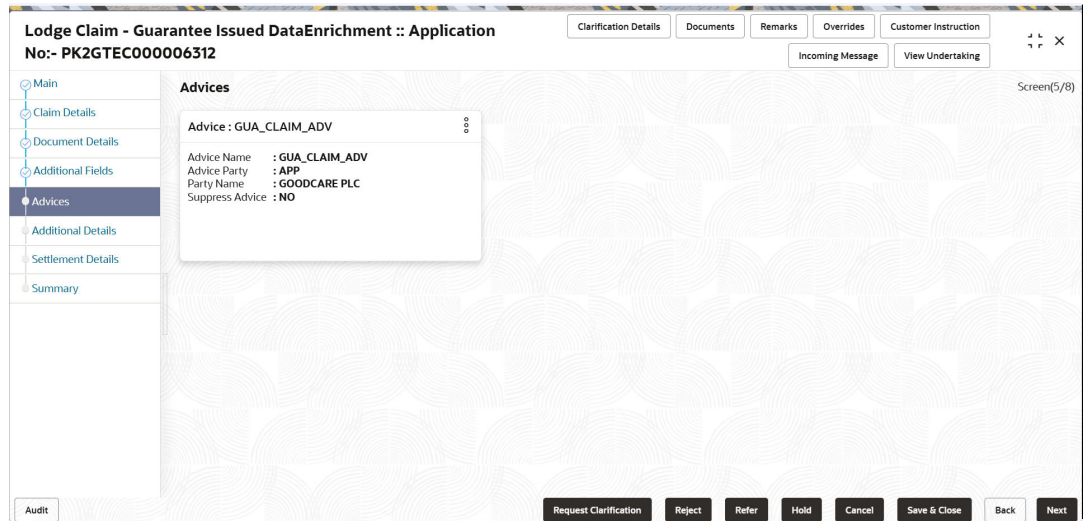 Lodge Claim - Guarantee Issued DataEnrichment :: Application
No:- PK2GTEC000006312
Clarification Details
Documents
Remarks
Overrides
Customer Instruction
Incoming Message
View Undertaking
Main
Claim Details
Document Details
Additional Fields
Advices
Additional Details
Settlement Details
Summary
Advices
Screen(5/8)
Advice : GUA_CLAIM_ADV
Advice Name : GUA_CLAIM_ADV
Advice Party : APP
Party Name : GOODCARE PLC
Suppress Advice : NO
Audit
Request Clarification
Reject
Refer
Hold
Cancel
Save & Close
Back
Next